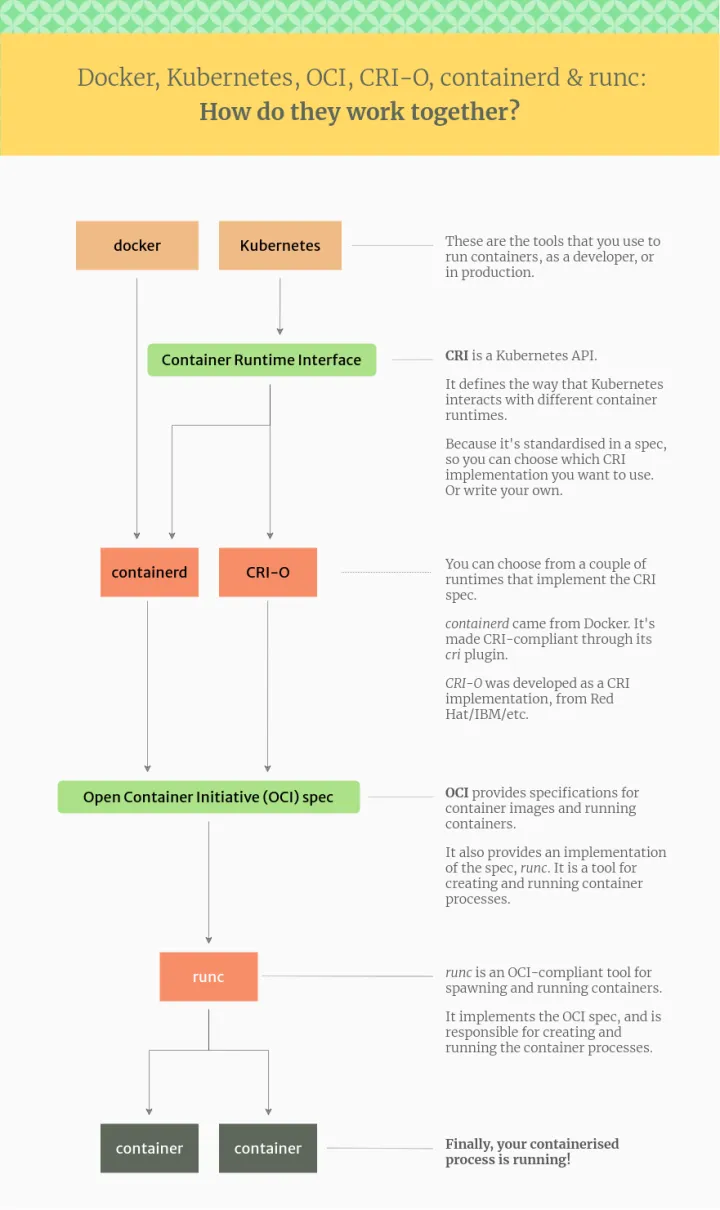 Docker, Kubernetes, OCI, CRI-O, containerd & runc:
How do they work together?
docker
Kubernetes
These are the tools that you use to
run containers, as a developer, or
in production.
Container Runtime Interface
CRI is a Kubernetes API.
It defines the way that Kubernetes
interacts with different container
runtimes.
Because it's standardised in a spec,
so you can choose which CRI
implementation you want to use.
Or write your own.
containerd
CRI-O
You can choose from a couple of
runtimes that implement the CRI
spec.
containerd came from Docker. It's
made CRI-compliant through its
cri plugin.
CRI-O was developed as a CRI
implementation, from Red
Hat/IBM/etc.
Open Container Initiative (OCI) spec
OCI provides specifications for
container images and running
containers.
It also provides an implementation
of the spec, runc. It is a tool for
creating and running container
processes.
runc
runc is an OCI-compliant tool for
spawning and running containers.
It implements the OCI spec, and is
responsible for creating and
running the container processes.
container
container
Finally, your containerised
process is running!